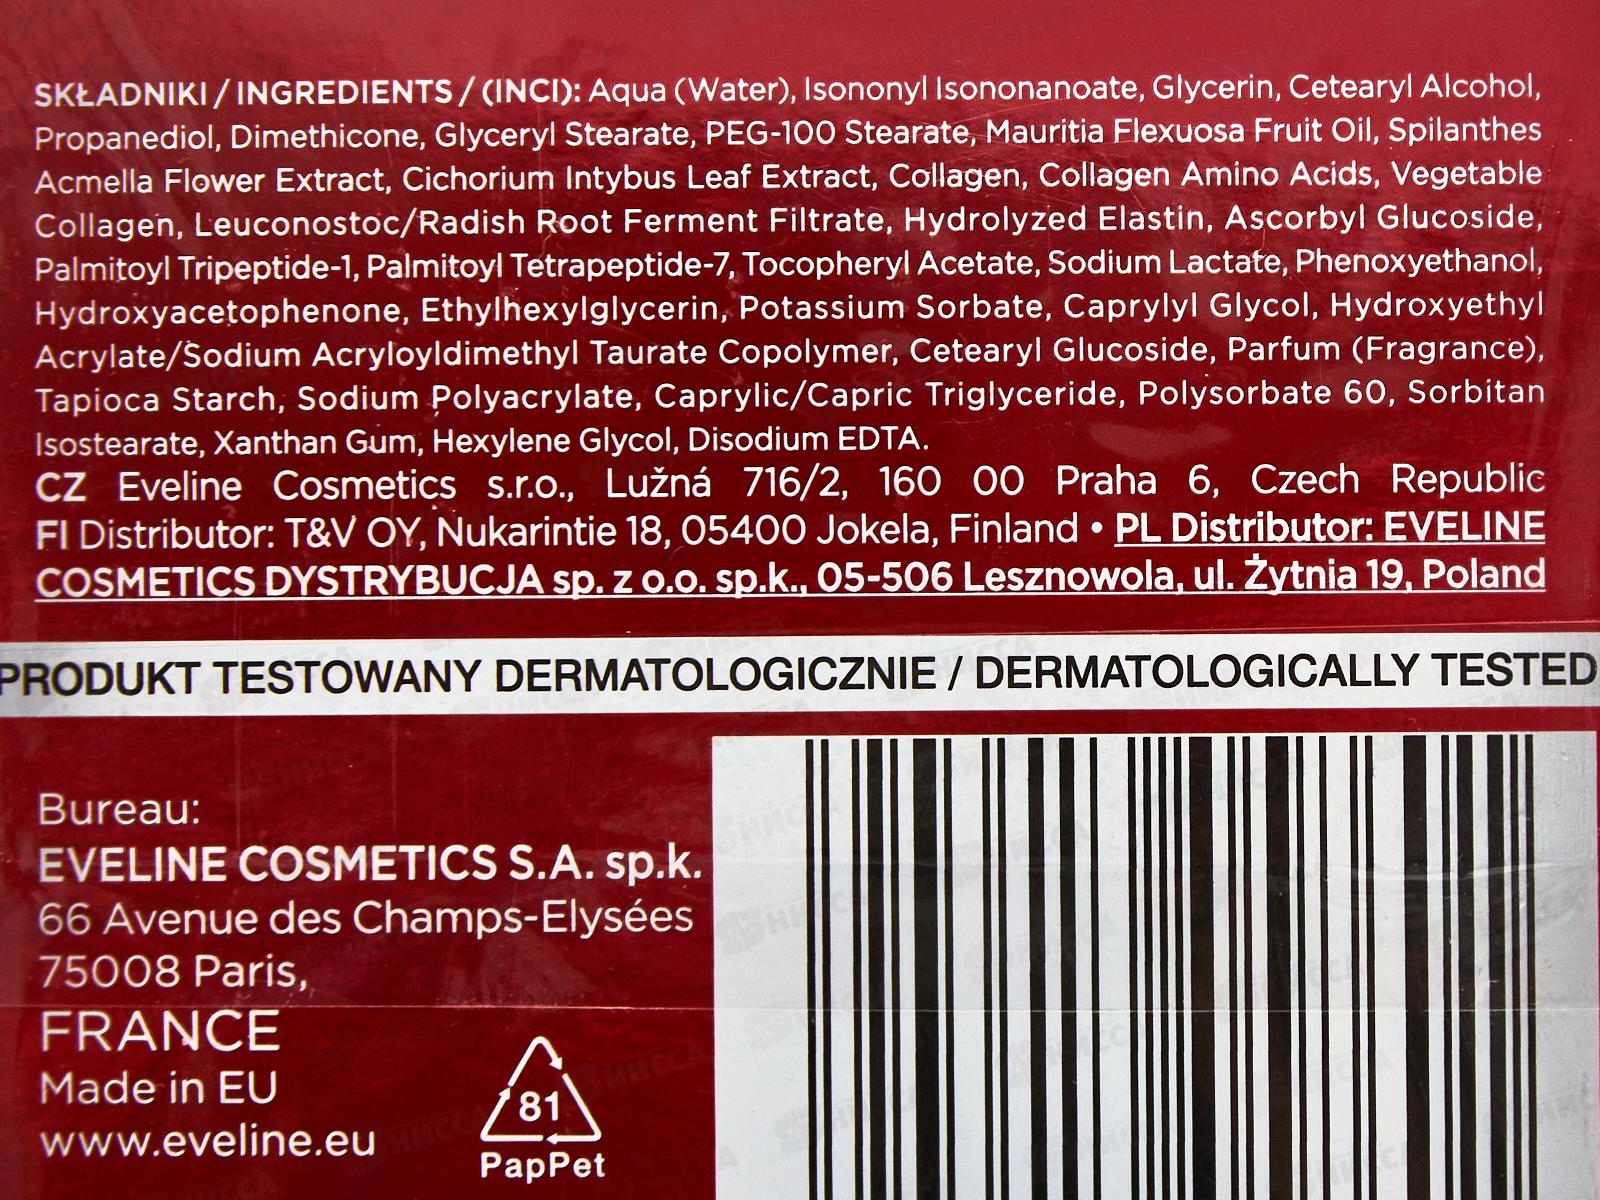 SKŁADNIKI / INGREDIENTS / (INCI): Aqua (Water), Isononyl Isononanoate, Glycerin, Cetearyl Alcohol,
Propanediol, Dimethicone, Glyceryl Stearate, PEG-100 Stearate, Mauritia Flexuosa Fruit Oil, Spilanthes
Acmella Flower Extract, Cichorium Intybus Leaf Extract, Collagen, Collagen Amino Acids, Vegetable
Collagen, Leuconostoc/Radish Root Ferment Filtrate, Hydrolyzed Elastin, Ascorbyl Glucoside,
Palmitoyl Tripeptide-1, Palmitoyl Tetrapeptide-7, Tocopheryl Acetate, Sodium Lactate, Phenoxyethanol,
Hydroxyacetophenone, Ethylhexylglycerin, Potassium Sorbate, Caprylyl Glycol, Hydroxyethyl
Acrylate/Sodium Acryloyldimethyl Taurate Copolymer, Cetearyl Glucoside, Parfum (Fragrance),
Tapioca Starch, Sodium Polyacrylate, Caprylic/Capric Triglyceride, Polysorbate 60, Sorbitan
Isostearate, Xanthan Gum, Hexylene Glycol, Disodium EDTA.
CZ Eveline Cosmetics s.r.o., Lužná 716/2, 160 00 Praha 6, Czech Republic
FI Distributor: T&V OY, Nukarintie 18, 05400 Jokela, Finland • PL Distributor: EVELINE
COSMETICS DYSTRYBUCJA sp. z o.o. sp.k., 05-506 Lesznowola, ul. Żytnia 19, Poland
PRODUKT TESTOWANY DERMATOLOGICZNIE / DERMATOLOGICALLY TESTED
Bureau:
EVELINE COSMETICS S.A. sp.k.
66 Avenue des Champs-Elysées
75008 Paris,
FRANCE
Made in EU
www.eveline.eu
81
PapPet